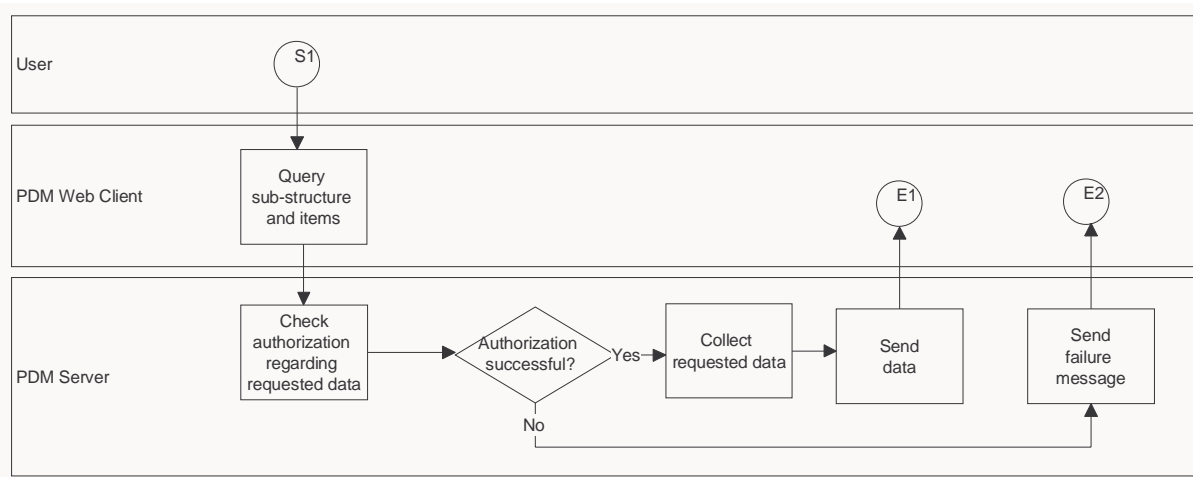 User
S1
PDM Web Client
Query
sub-structure
and items
E1
E2
PDM Server
Check
authorization
regarding
requested data
Authorization
successful?
Yes
No
Collect
requested data
Send
data
Send
failure
message